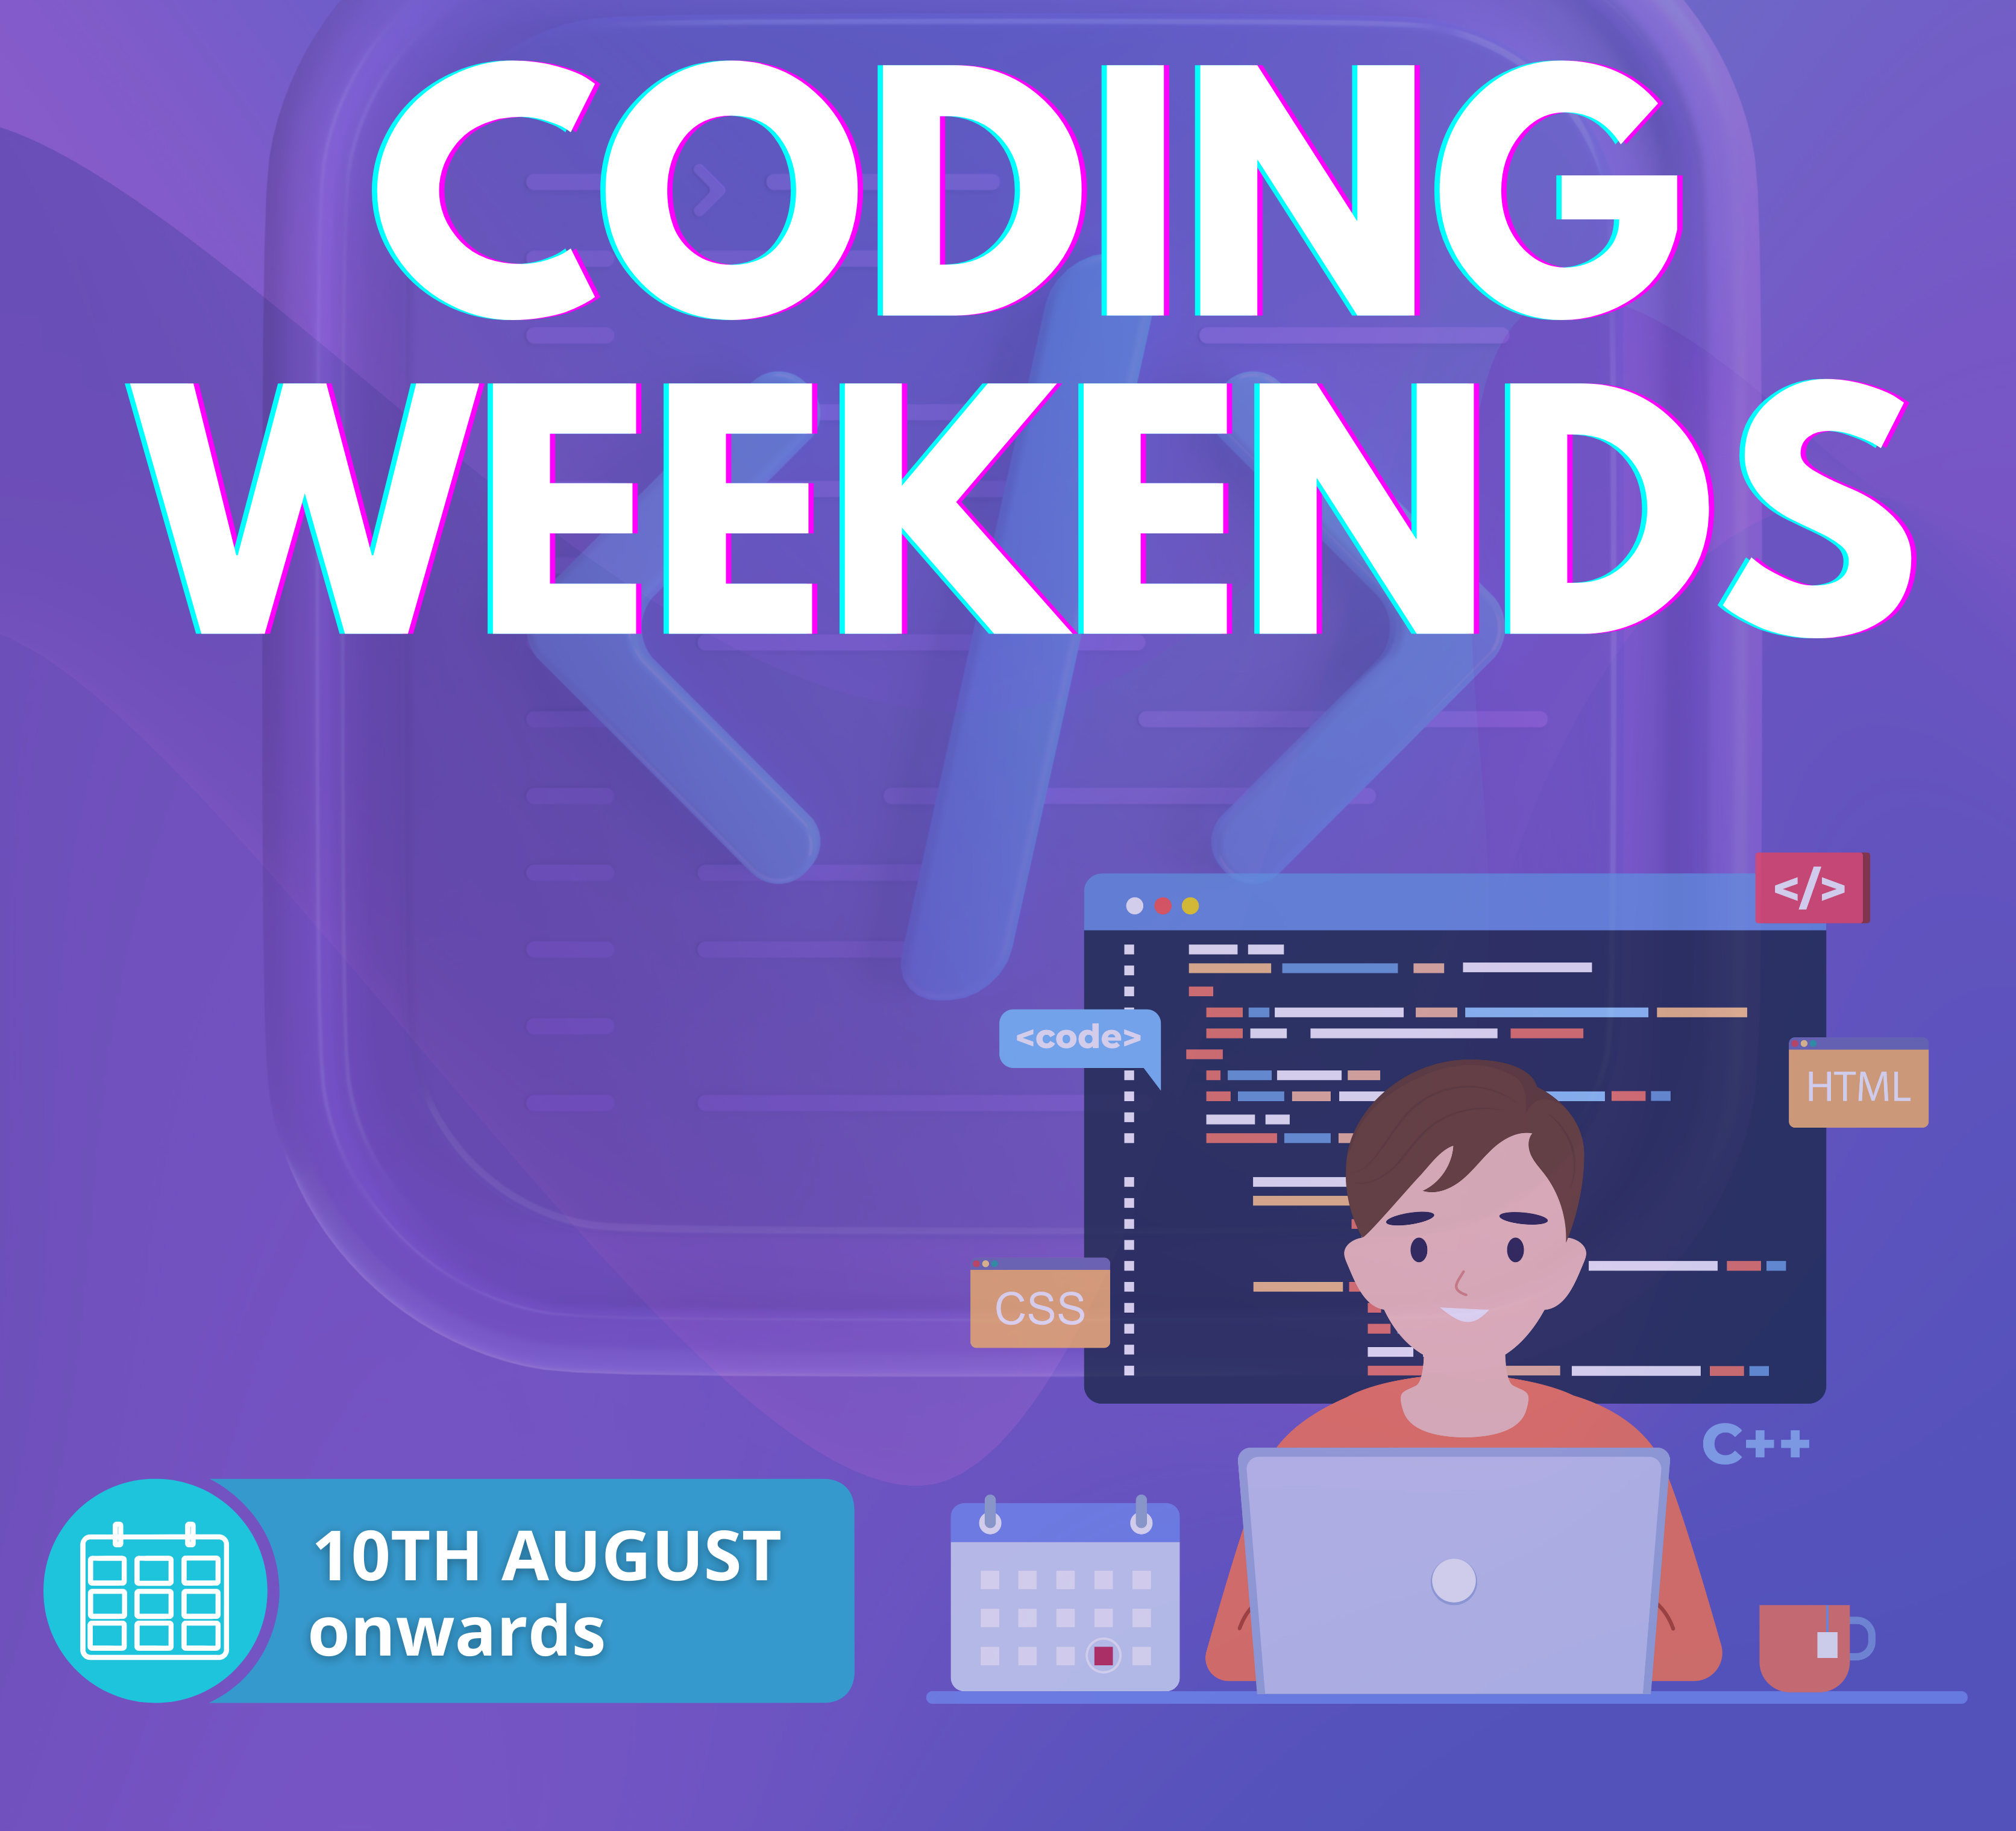 CODING
WEEKENDS
</>
<code>
HTML
CSS
C++
10TH AUGUST
onwards